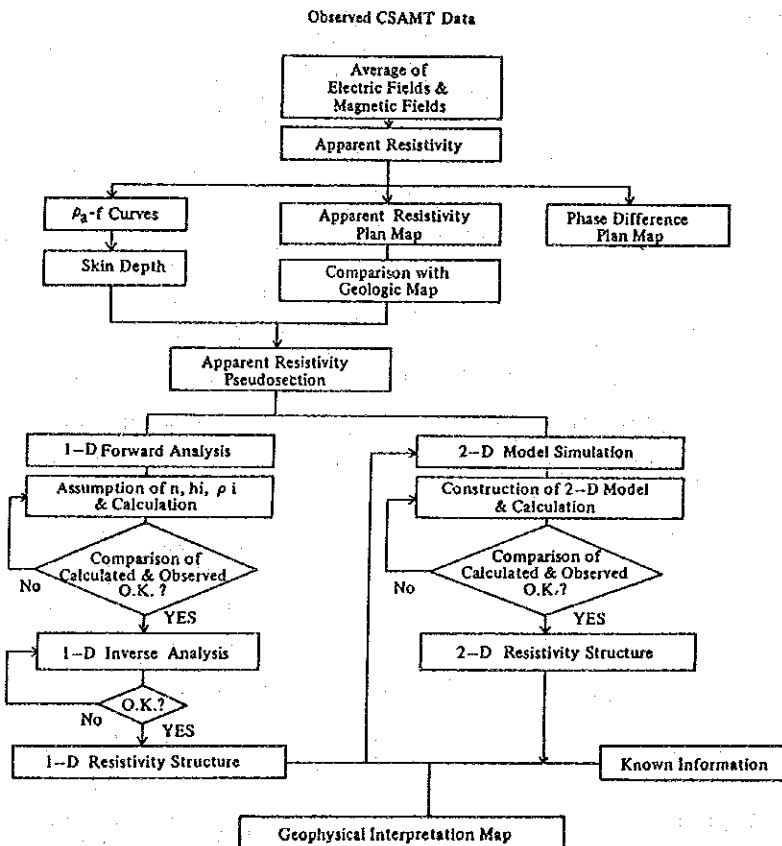 Observed CSAMT Data
Average of
Electric Fields &
Magnetic Fields
Apparent Resistivity
ρa-f Curves
Apparent Resistivity
Plan Map
Phase Difference
Plan Map
Skin Depth
Comparison with
Geologic Map
Apparent Resistivity
Pseudosection
1-D Forward Analysis
2-D Model Simulation
Assumption of n, hi, ρ i
& Calculation
Construction of 2-D Model
& Calculation
Comparison of
Calculated & Observed
O.K. ?
No
YES
Comparison of
Calculated & Observed
O.K.?
No
YES
1-D Inverse Analysis
2-D Resistivity Structure
O.K.?
No
YES
1-D Resistivity Structure
Known Information
Geophysical Interpretation Map